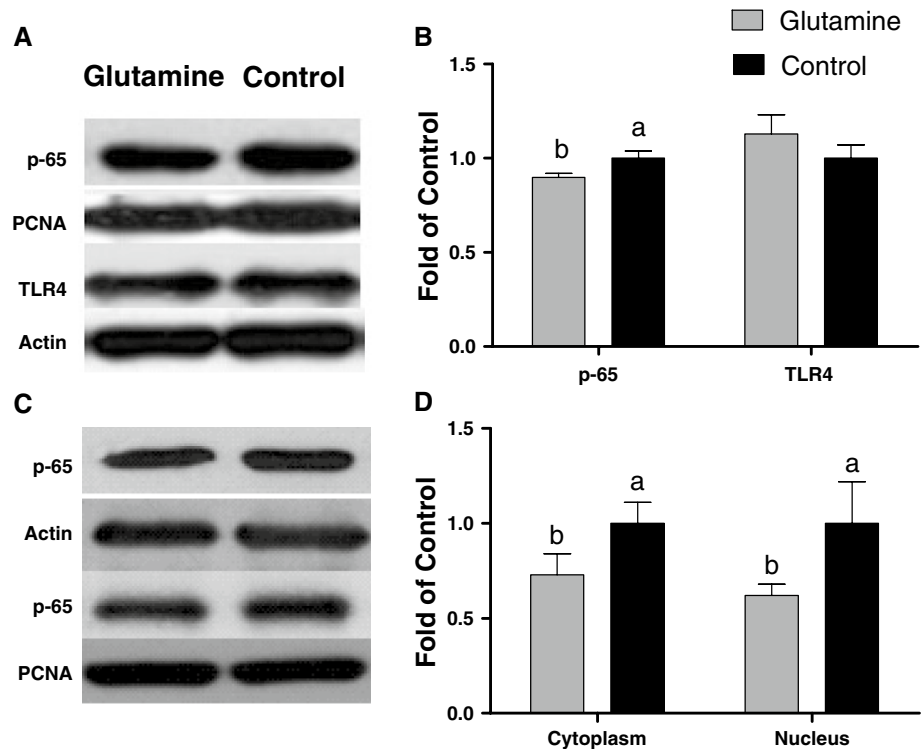 A
Glutamine Control
p-65
PCNA
TLR4
Actin
B
Glutamine
Control
Fold of Control
1.5
1.0
0.5
0.0
b
a
p-65
TLR4
C
p-65
Actin
p-65
PCNA
D
Fold of Control
1.5
1.0
0.5
0.0
b
a
b
a
Cytoplasm
Nucleus